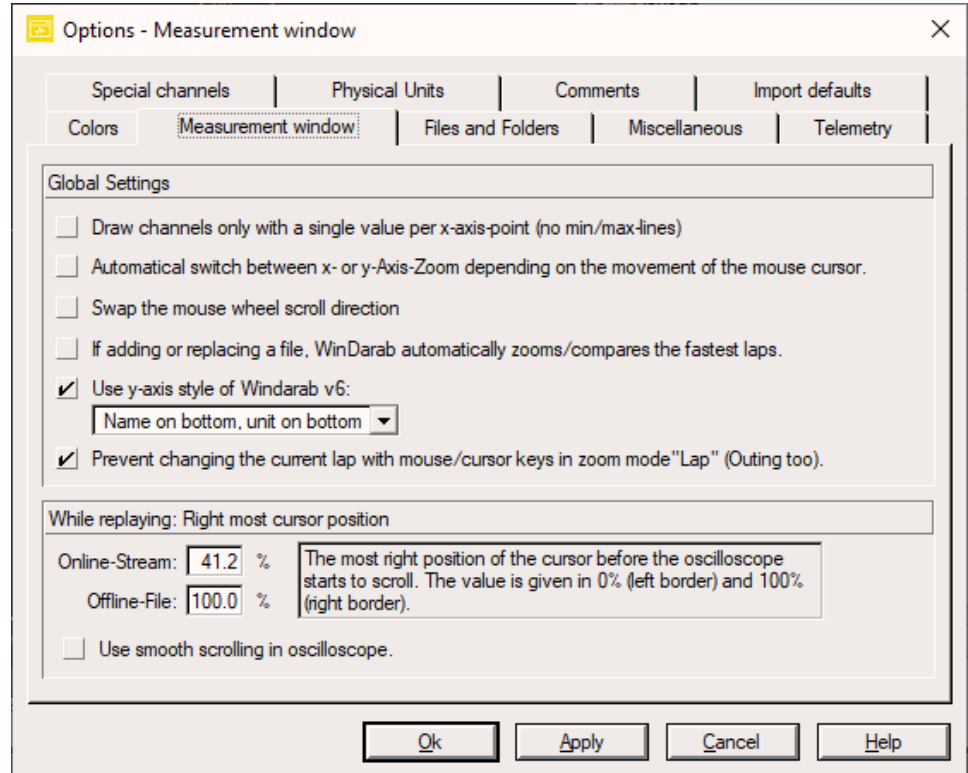 Options - Measurement window
Special channels
Physical Units
Comments
Import defaults
Colors
Measurement window
Files and Folders
Miscellaneous
Telemetry
Global Settings
Draw channels only with a single value per x-axis-point (no min/max-lines)
Automatical switch between x- or y-Axis-Zoom depending on the movement of the mouse cursor.
Swap the mouse wheel scroll direction
If adding or replacing a file, WinDarab automatically zooms/compares the fastest laps.
Use y-axis style of Windarab v6:
Name on bottom, unit on bottom
Prevent changing the current lap with mouse/cursor keys in zoom mode"Lap" (Outing too).
While replaying: Right most cursor position
Online-Stream: 41.2 %
Offline-File: 100.0 %
The most right position of the cursor before the oscilloscope
starts to scroll. The value is given in 0% (left border) and 100%
(right border).
Use smooth scrolling in oscilloscope.
Ok
Apply
Cancel
Help